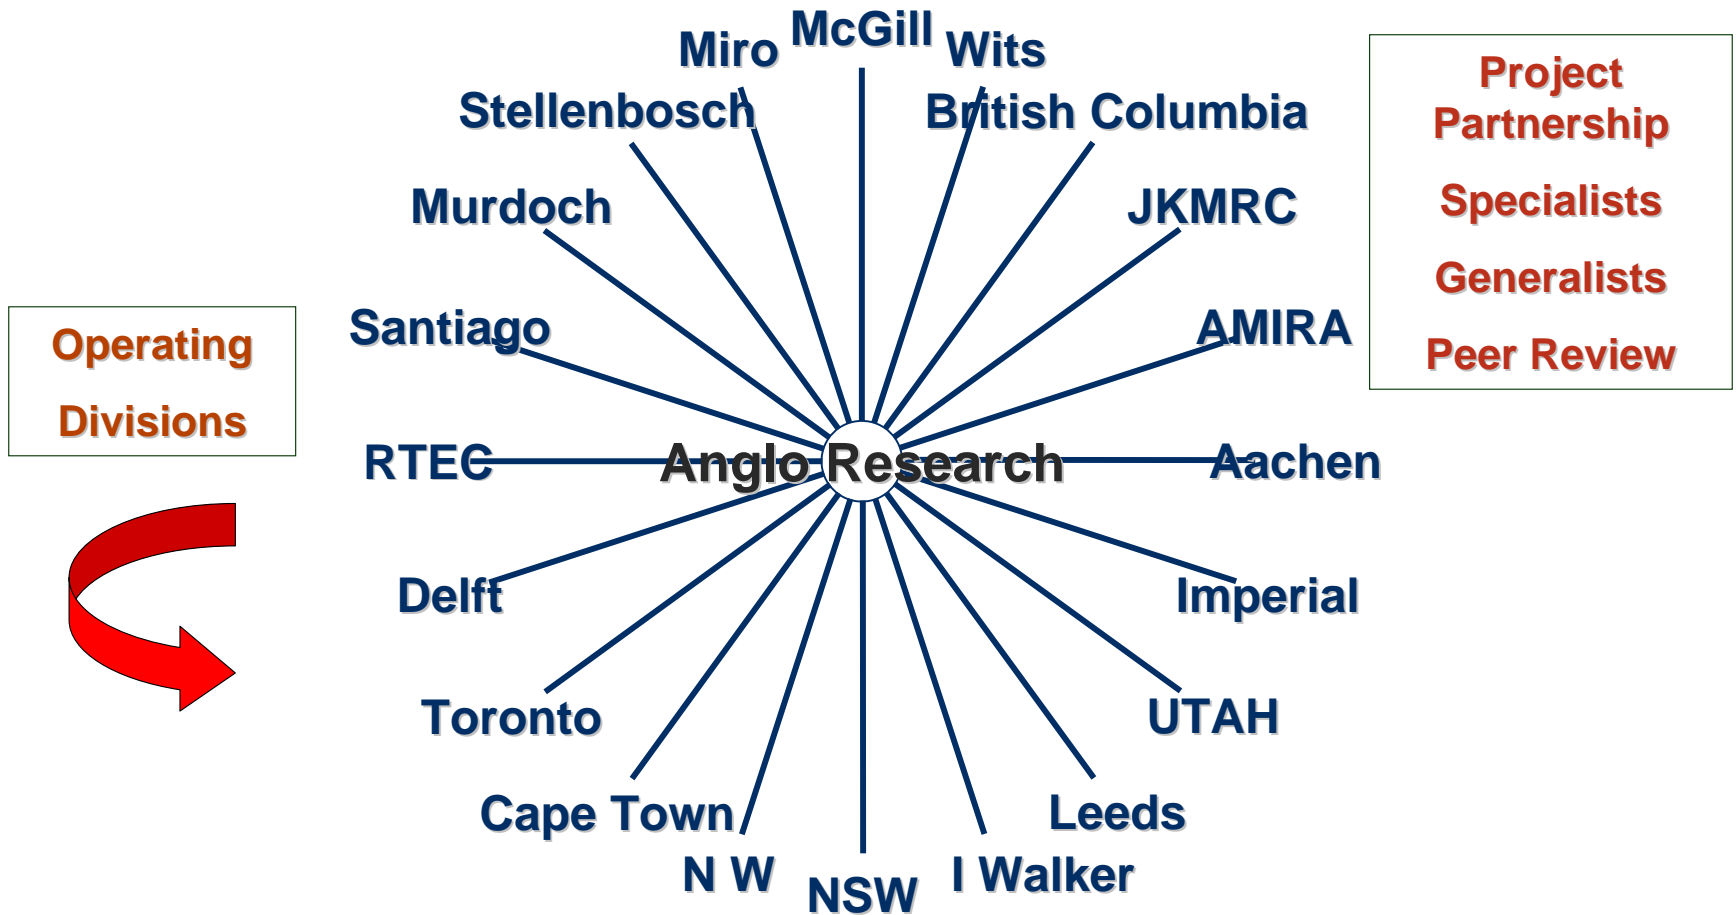 McGill
Miro
Wits
Stellenbosch
British Columbia
Murdoch
JKMRC
Santiago
AMIRA
RTEC
Anglo Research
Aachen
Delft
Imperial
Toronto
UTAH
Cape Town
Leeds
N W
NSW
I Walker
Operating
Divisions
Project
Partnership
Specialists
Generalists
Peer Review